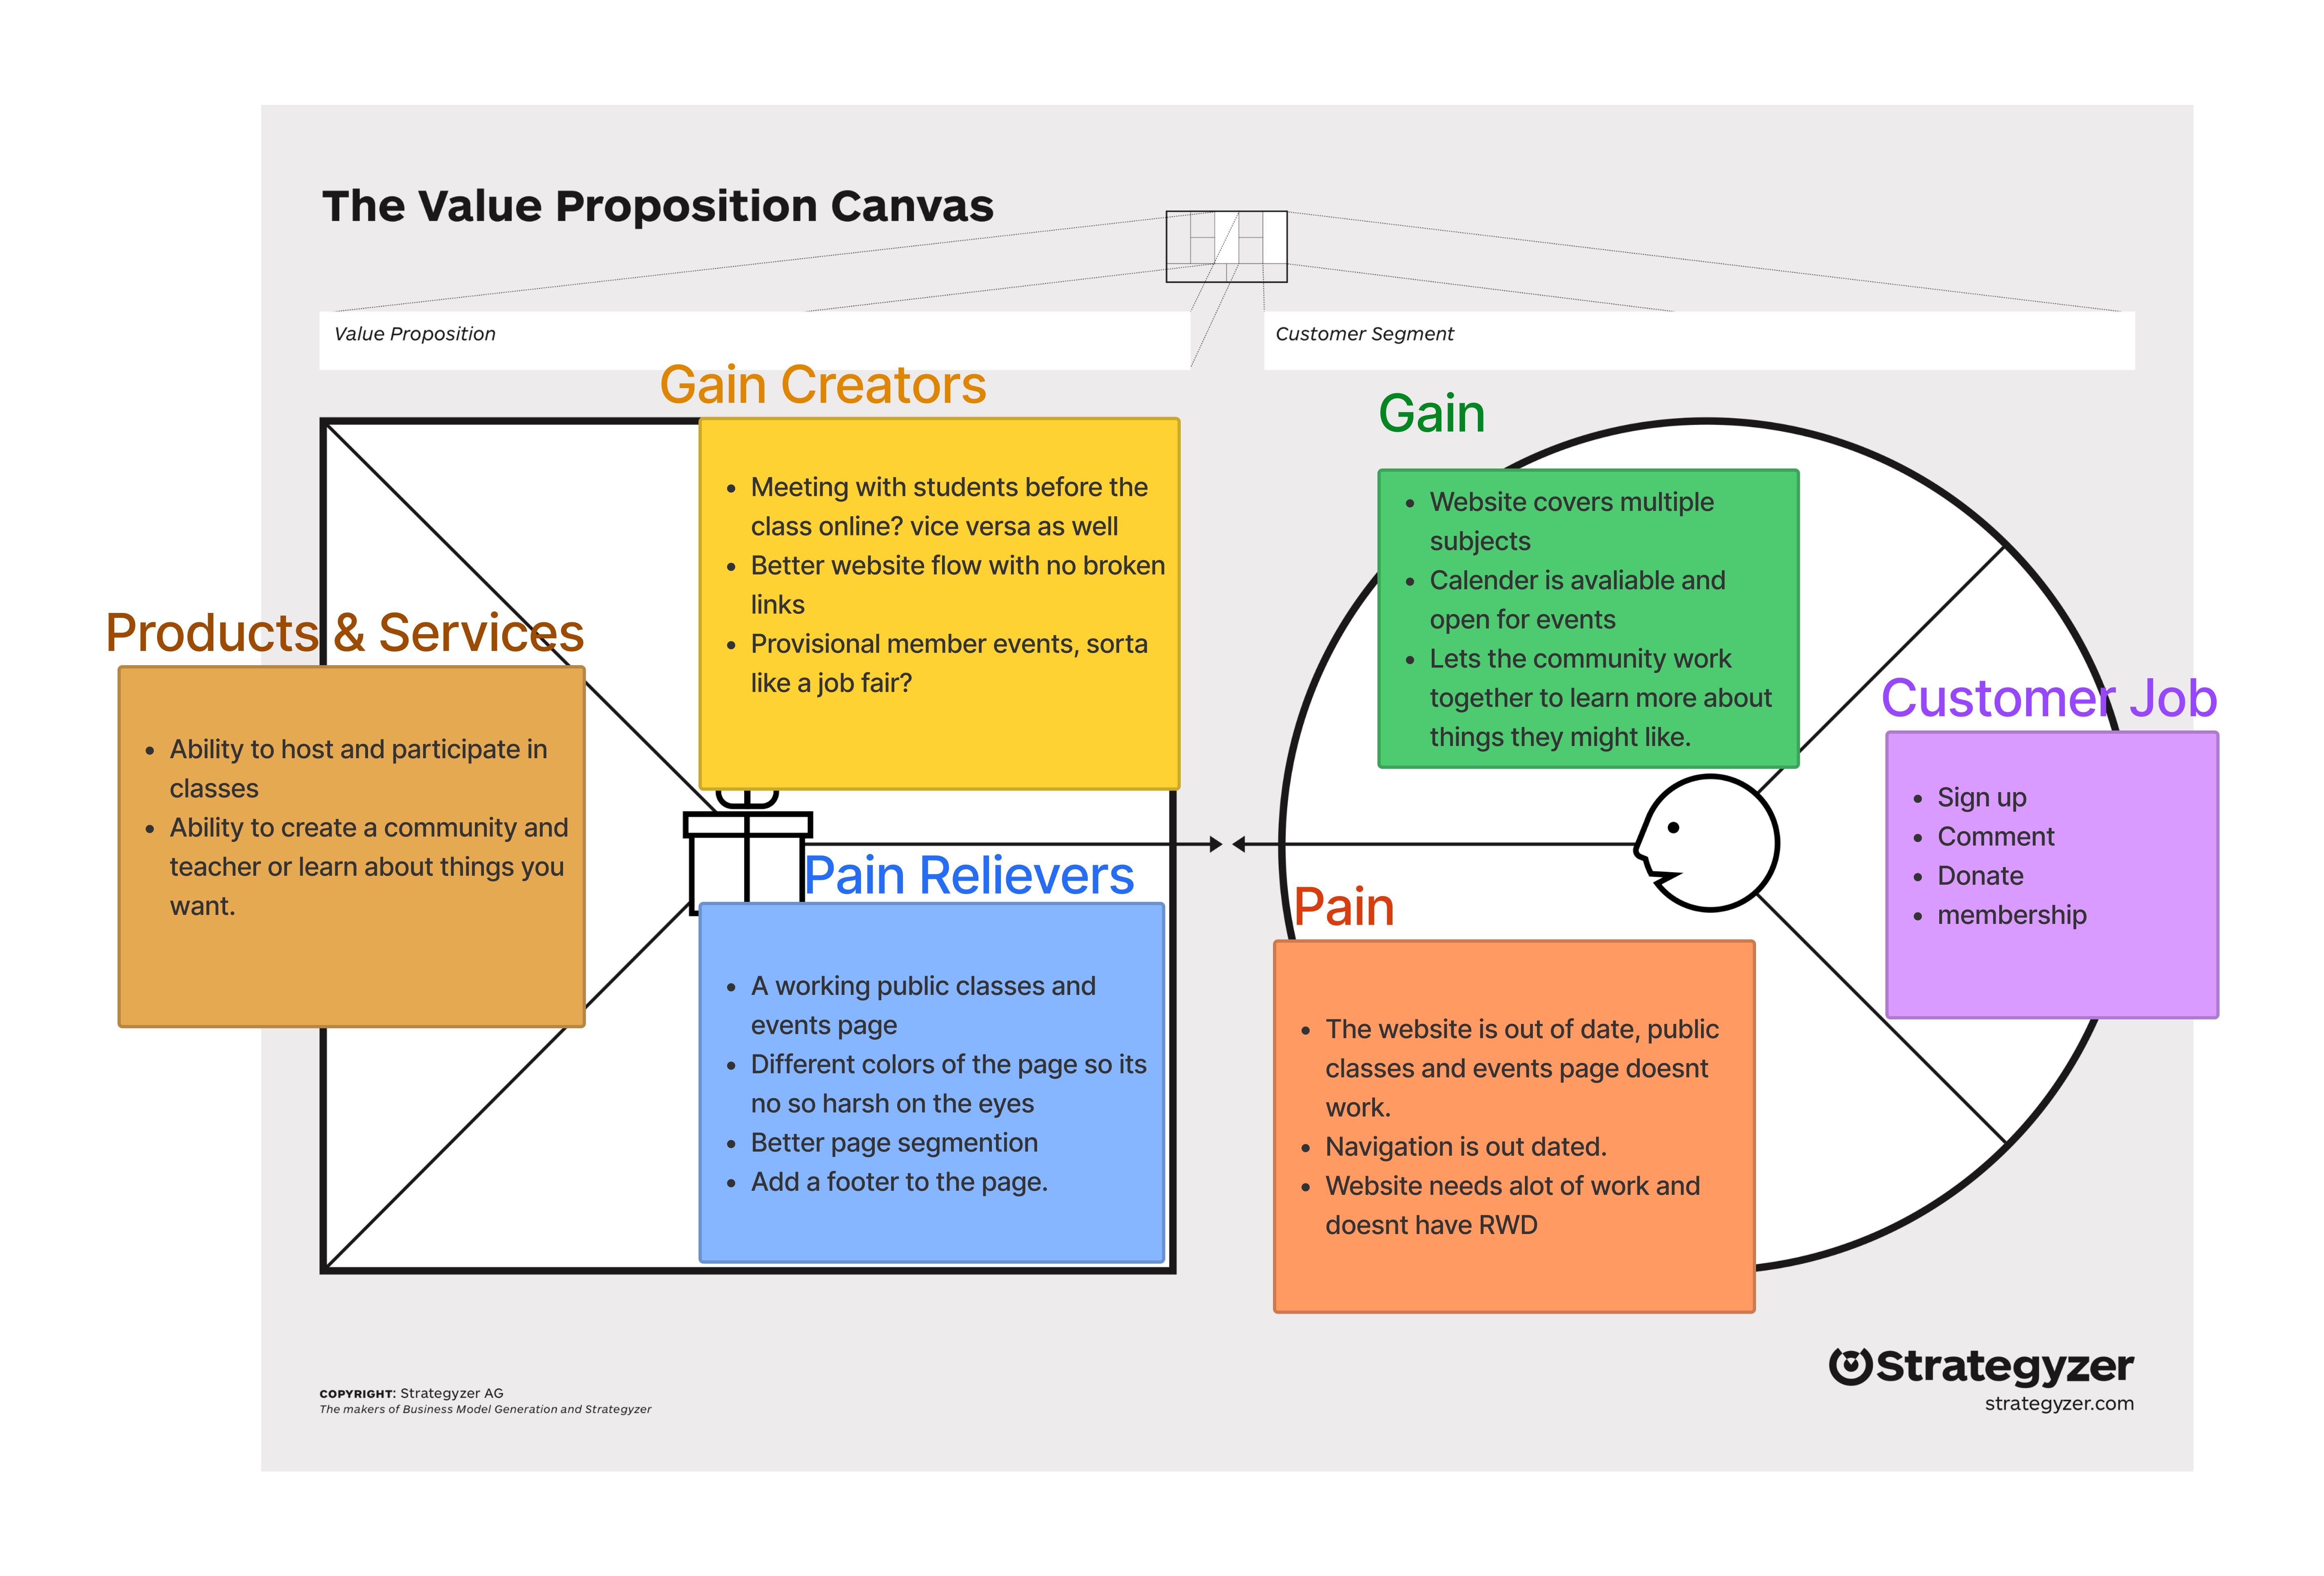 The Value Proposition Canvas
Value Proposition
Customer Segment
Gain Creators
• Meeting with students before the
class online? vice versa as well
• Better website flow with no broken
links
• Provisional member events, sorta
like a job fair?
Products & Services
• Ability to host and participate in
classes
• Ability to create a community and
teacher or learn about things you
want.
Pain Relievers
• A working public classes and
events page
• Different colors of the page so its
no so harsh on the eyes
• Better page segmention
• Add a footer to the page.
Gain
• Website covers multiple
subjects
• Calender is avaliable and
open for events
• Lets the community work
together to learn more about
things they might like.
Customer Job
• Sign up
• Comment
• Donate
• membership
Pain
• The website is out of date, public
classes and events page doesnt
work.
• Navigation is out dated.
• Website needs alot of work and
doesnt have RWD
COPYRIGHT: Strategyzer AG
The makers of Business Model Generation and Strategyzer
Strategyzer
strategyzer.com